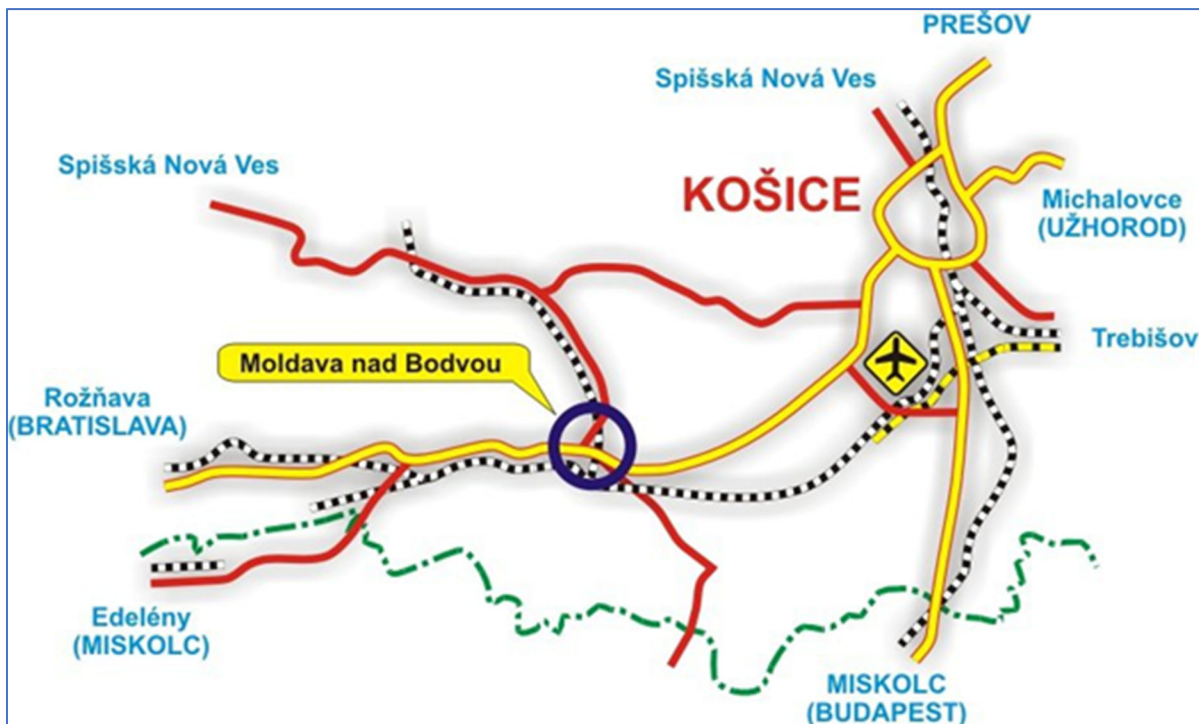 PREŠOV
Spišská Nová Ves
Spišská Nová Ves
KOŠICE
Michalovce
(UŽHOROD)
Trebišov
Moldava nad Bodvou
Rožňava
(BRATISLAVA)
Edelény
(MISKOLC)
MISKOLC
(BUDAPEST)